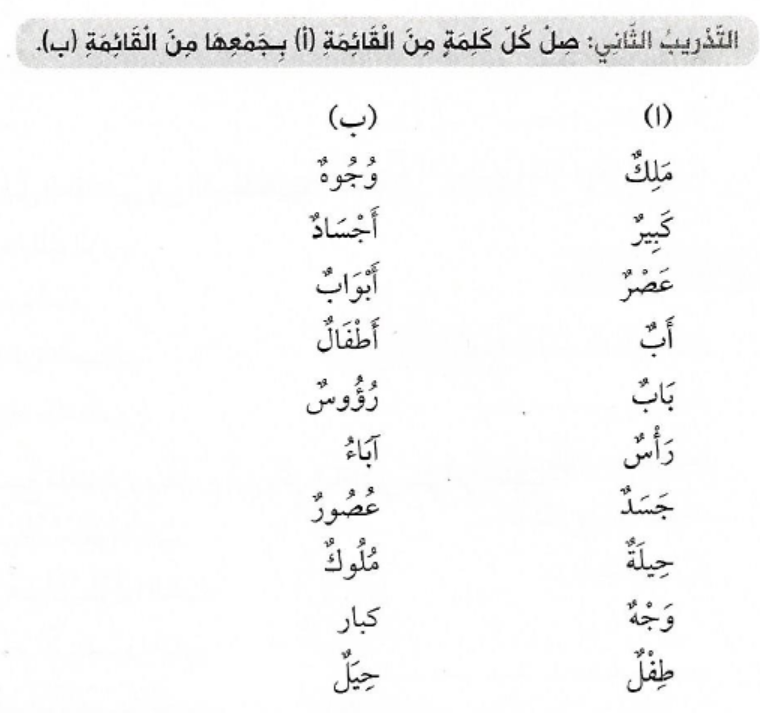 التَّدْرِيبُ الثَّانِي: صِلْ كُلَّ كَلِمَةٍ مِنَ الْقَائِمَةِ (أ) بِجَمْعِهَا مِنَ الْقَائِمَةِ (ب).
(ا) (ب)
مَلِكٌ وُجُوهٌ
كَبِيرٌ أَجْسَادٌ
عَصْرٌ أَبْوَابٌ
أَبٌ أَطْفَالٌ
بَابٌ رُؤُوسٌ
رَأْسٌ آبَاءُ
جَسَدٌ عُصُورٌ
حِيلَةٌ مُلُوكٌ
وَجْهٌ كبار
طِفْلٌ حِيَلٌ